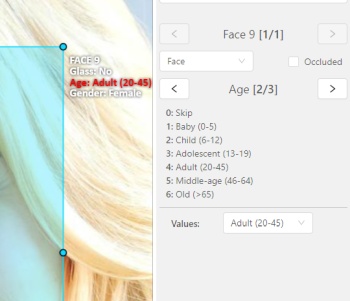 FACE 9
Glass: No
Age: Adult (20-45)
Gender: Female
Face 9 [1/1]
Face
Occluded
Age [2/3]
0: Skip
1: Baby (0-5)
2: Child (6-12)
3: Adolescent (13-19)
4: Adult (20-45)
5: Middle-age (46-64)
6: Old (>65)
Values: Adult (20-45)